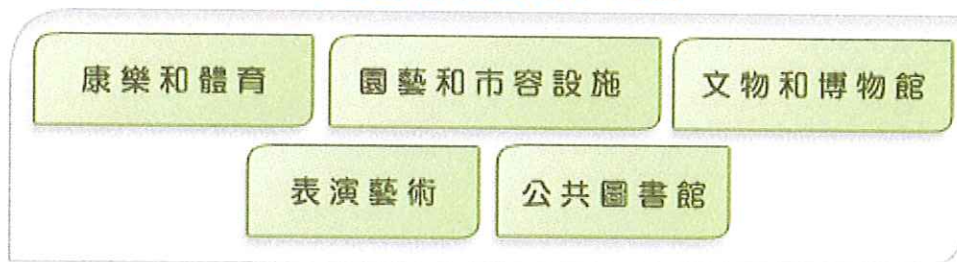 康樂和體育
園藝和市容設施
文物和博物館
表演藝術
公共圖書館